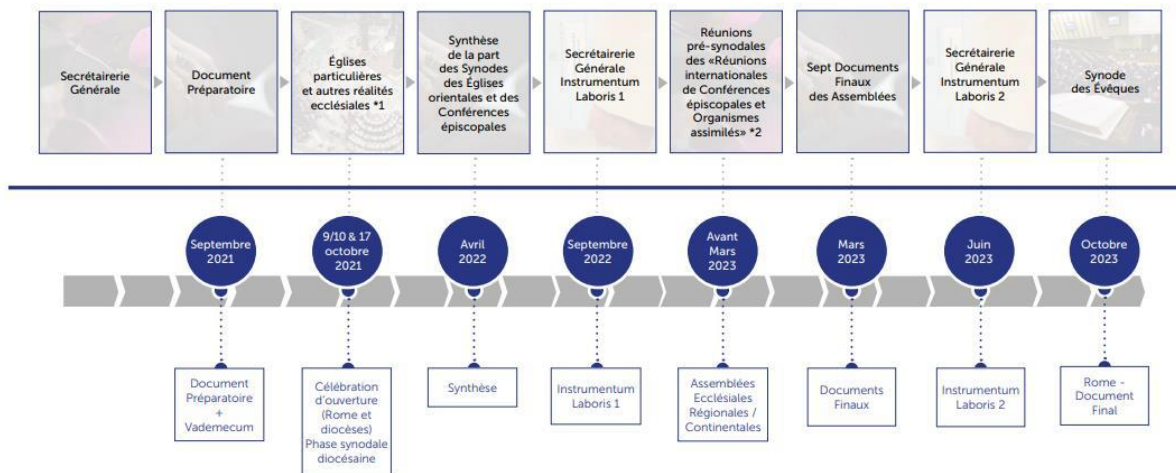 Secrétairerie
Générale
Document
Préparatoire
Églises
particulières
et autres réalités
ecclésiales *1
Synthèse
de la part
des Synodes
des Églises
orientales et des
Conférences
épiscopales
Secrétairerie
Générale
Instrumentum
Laboris 1
Réunions
pré-synodales
des «Réunions
internationales
de Conférences
épiscopales et
Organismes
assimilés» *2
Sept Documents
Finaux
des Assemblées
Secrétairerie
Générale
Instrumentum
Laboris 2
Synode
des Évêques
Septembre
2021
9/10 & 17
octobre
2021
Avril
2022
Septembre
2022
Avant
Mars
2023
Mars
2023
Juin
2023
Octobre
2023
Document
Préparatoire
+
Vademecum
Célébration
d'ouverture
(Rome et
diocèses)
Phase synodale
diocésaine
Synthèse
Instrumentum
Laboris 1
Assemblées
Ecclésiales
Régionales /
Continentales
Documents
Finaux
Instrumentum
Laboris 2
Rome -
Document
Final